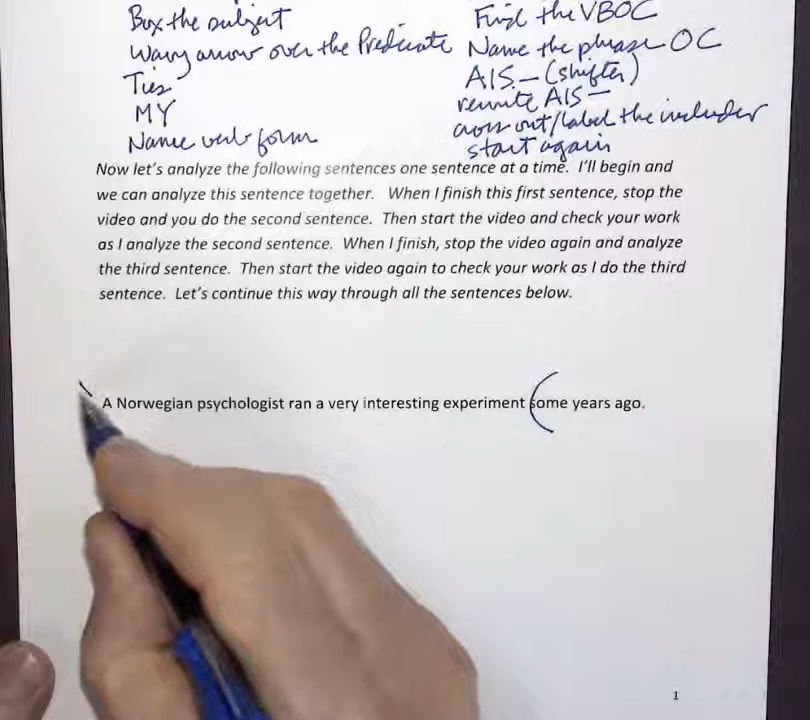 Box the subject
Wavy arrow over the Predicate
Ties
MY
Name verb form
Find the VBOC
Name the phrase OC
AIS – (shifter)
rewrite AIS –
cross out/label the includer
start again
Now let's analyze the following sentences one sentence at a time. I'll begin and
we can analyze this sentence together. When I finish this first sentence, stop the
video and you do the second sentence. Then start the video and check your work
as I analyze the second sentence. When I finish, stop the video again and analyze
the third sentence. Then start the video again to check your work as I do the third
sentence. Let's continue this way through all the sentences below.
A Norwegian psychologist ran a very interesting experiment some years ago.
1